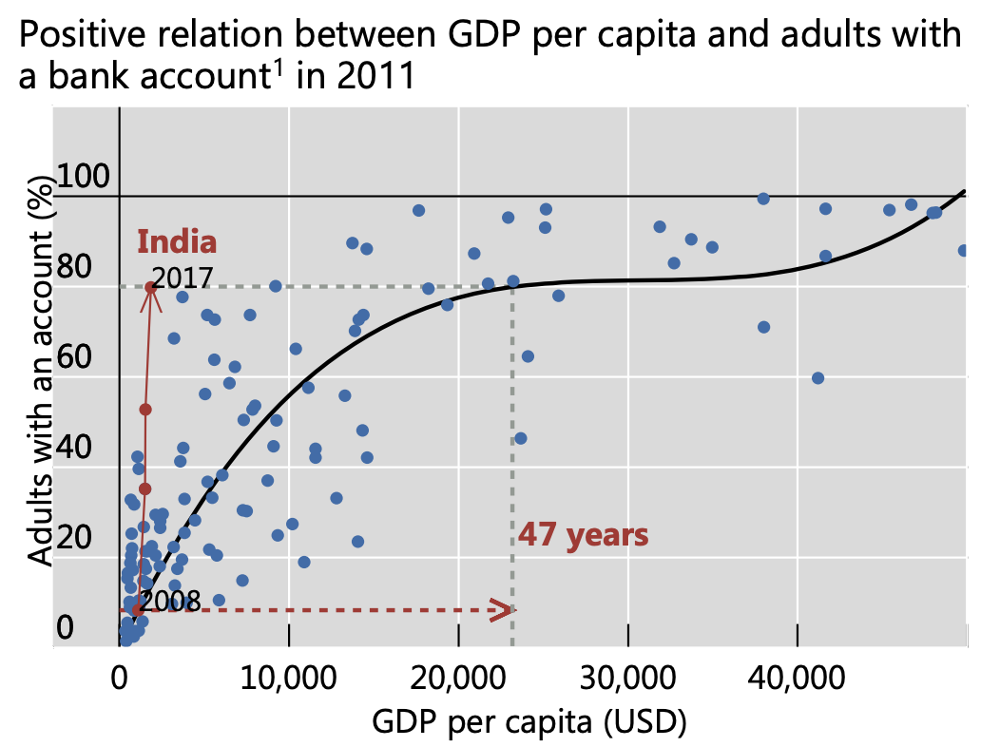 Positive relation between GDP per capita and adults with
a bank account¹ in 2011
Adults with an account (%)
100
80
60
40
20
0
India
2017
2008
47 years
0
10,000
20,000
30,000
40,000
GDP per capita (USD)